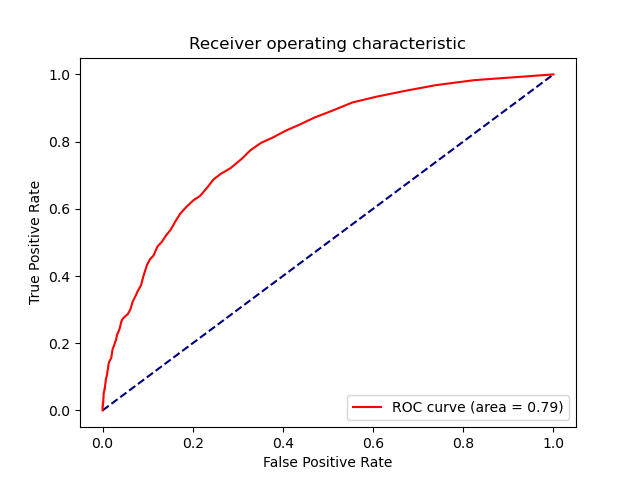 Receiver operating characteristic
True Positive Rate
1.0
0.8
0.6
0.4
0.2
0.0
ROC curve (area = 0.79)
0.0 0.2 0.4 0.6 0.8 1.0
False Positive Rate